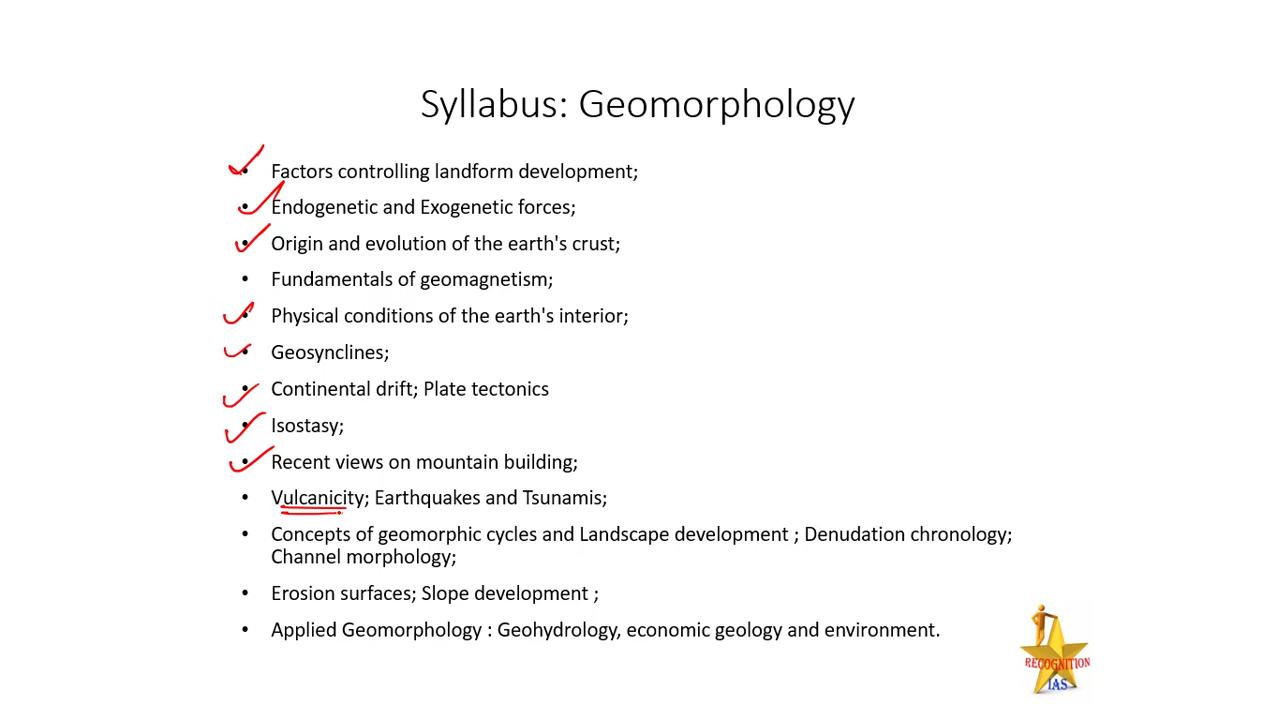 Syllabus: Geomorphology
• Factors controlling landform development;
• Endogenetic and Exogenetic forces;
• Origin and evolution of the earth's crust;
• Fundamentals of geomagnetism;
• Physical conditions of the earth's interior;
• Geosynclines;
• Continental drift; Plate tectonics
• Isostasy;
• Recent views on mountain building;
• Vulcanicity; Earthquakes and Tsunamis;
• Concepts of geomorphic cycles and Landscape development ; Denudation chronology;
Channel morphology;
• Erosion surfaces; Slope development ;
• Applied Geomorphology : Geohydrology, economic geology and environment.
RECOGNITION
IAS